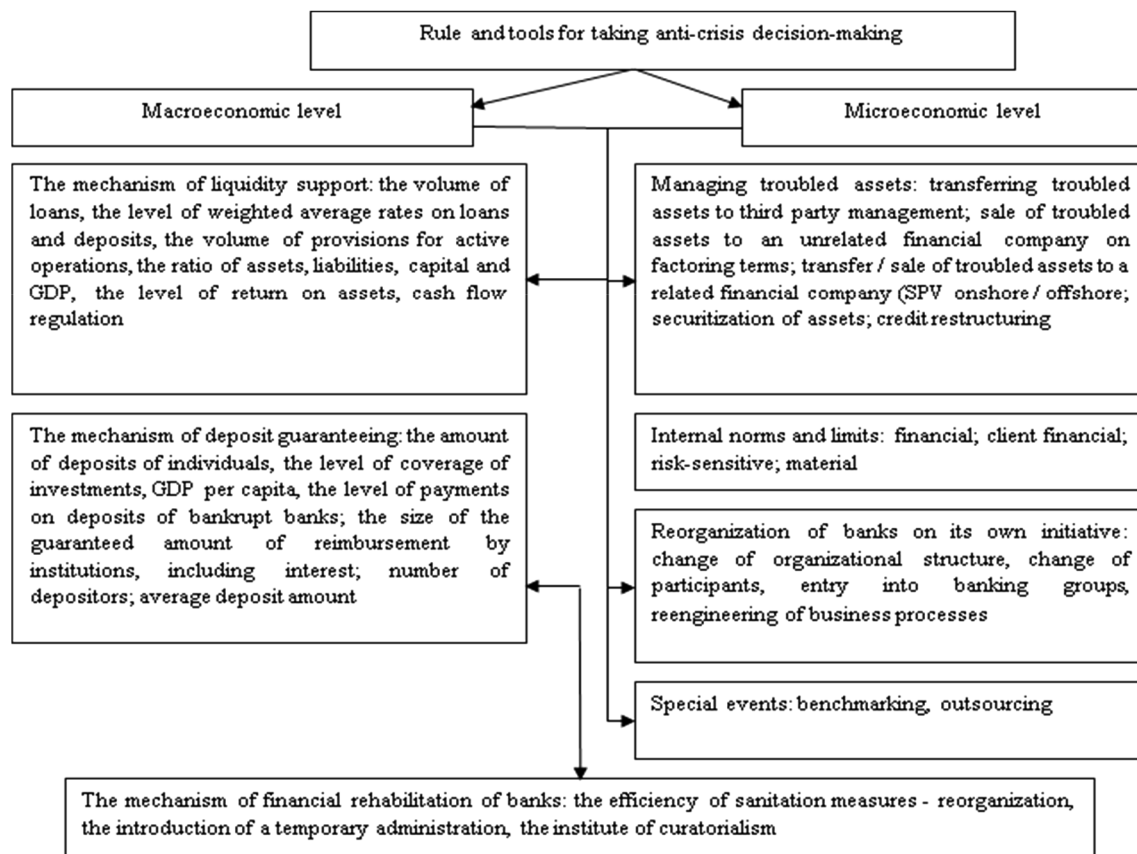 Rule and tools for taking anti-crisis decision-making
Macroeconomic level
Microeconomic level
The mechanism of liquidity support: the volume of
loans, the level of weighted average rates on loans
and deposits, the volume of provisions for active
operations, the ratio of assets, liabilities, capital and
GDP, the level of return on assets, cash flow
regulation
Managing troubled assets: transferring troubled
assets to third party management; sale of troubled
assets to an unrelated financial company on
factoring terms; transfer / sale of troubled assets to a
related financial company (SPV onshore / offshore;
securitization of assets; credit restructuring
The mechanism of deposit guaranteeing: the amount
of deposits of individuals, the level of coverage of
investments, GDP per capita, the level of payments
on deposits of bankrupt banks; the size of the
guaranteed amount of reimbursement by
institutions, including interest; number of
depositors; average deposit amount
Internal norms and limits: financial; client financial;
risk-sensitive; material
Reorganization of banks on its own initiative:
change of organizational structure, change of
participants, entry into banking groups,
reengineering of business processes
Special events: benchmarking, outsourcing
The mechanism of financial rehabilitation of banks: the efficiency of sanitation measures - reorganization,
the introduction of a temporary administration, the institute of curatorialism